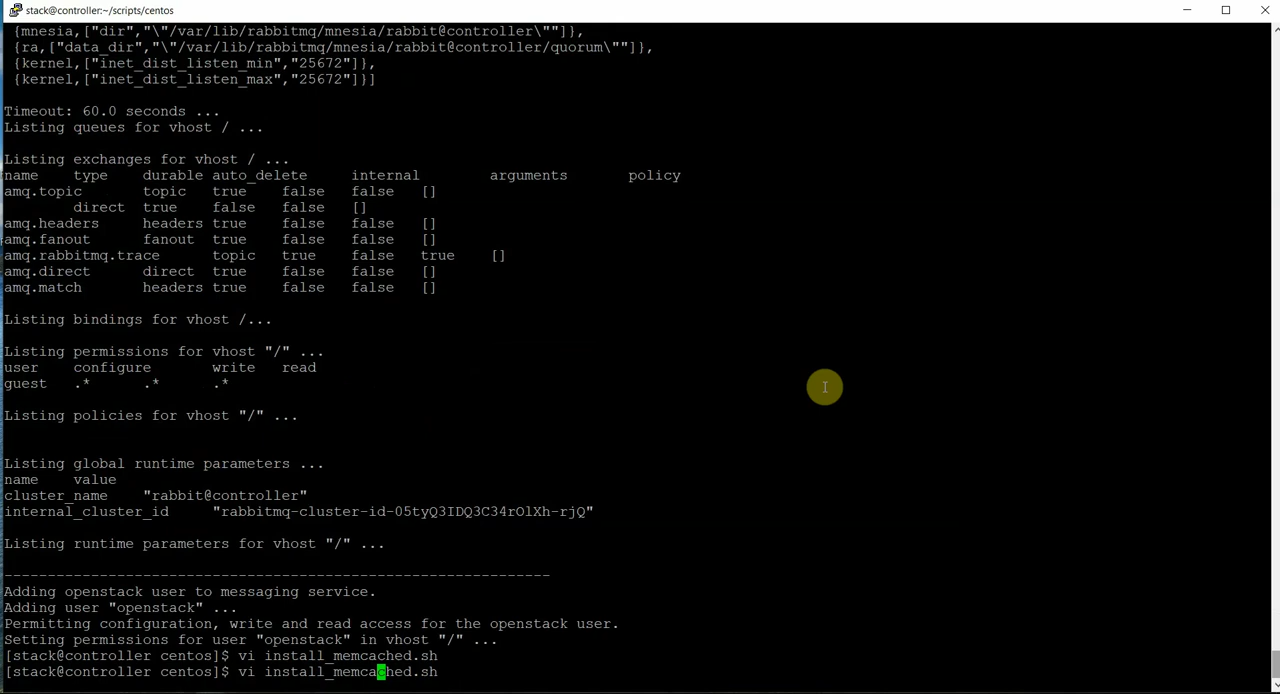 stack@controller:~/scripts/centos
{mnesia,["dir","\"/var/lib/rabbitmq/mnesia/rabbit@controller\""]},
{ra,["data_dir","\"/var/lib/rabbitmq/mnesia/rabbit@controller/quorum\""]},
{kernel,["inet_dist_listen_min","25672"]},
{kernel,["inet_dist_listen_max","25672"]}]
Timeout: 60.0 seconds ...
Listing queues for vhost / ...
Listing exchanges for vhost / ...
name type durable auto_delete internal arguments policy
amq.topic topic true false false []
direct true false false []
amq.headers headers true false false []
amq.fanout fanout true false false []
amq.rabbitmq.trace topic true false true []
amq.direct direct true false false []
amq.match headers true false false []
Listing bindings for vhost /...
Listing permissions for vhost "/" ...
user configure write read
guest .* .* .*
Listing policies for vhost "/" ...
Listing global runtime parameters ...
name value
cluster_name "rabbit@controller"
internal_cluster_id "rabbitmq-cluster-id-05tyQ3IDQ3C34rOlXh-rjQ"
Listing runtime parameters for vhost "/" ...
---------------------------------------------------------------
Adding openstack user to messaging service.
Adding user "openstack" ...
Permitting configuration, write and read access for the openstack user.
Setting permissions for user "openstack" in vhost "/" ...
[stack@controller centos]$ vi install_memcached.sh
[stack@controller centos]$ vi install_memcached.sh